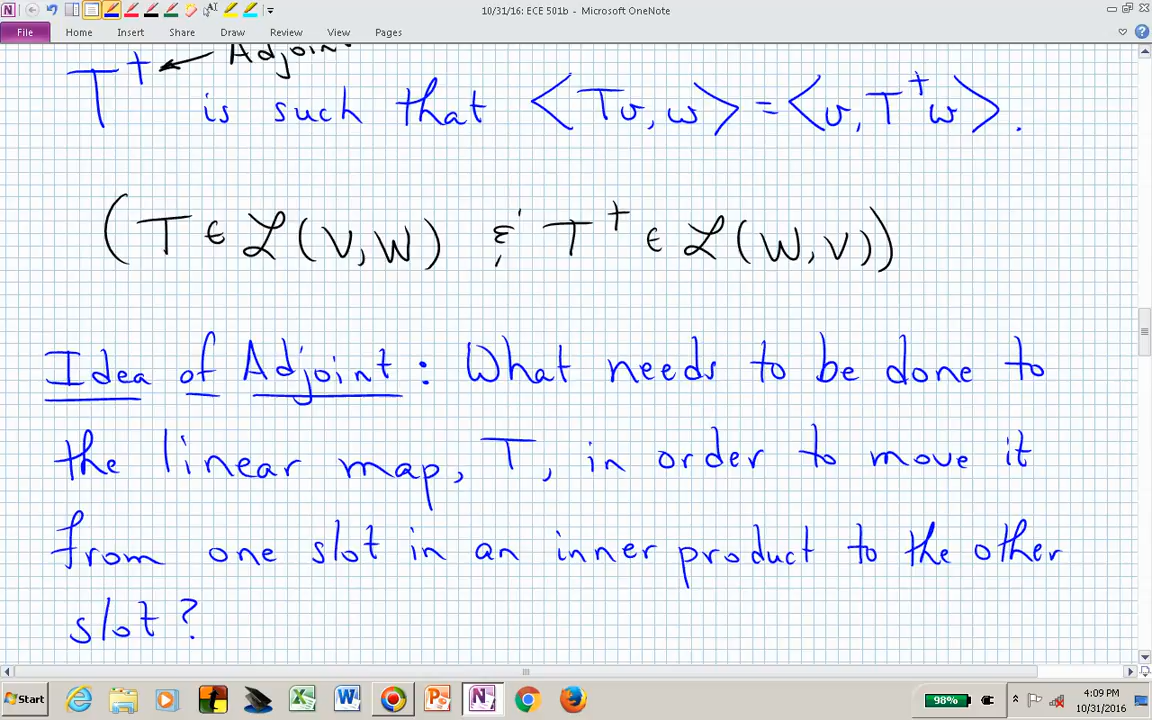 10/31/16: ECE 501b - Microsoft OneNote
File Home Insert Share Draw Review View Pages
Adjoint
T† is such that <Tv, w> = <v, T†w>.
(T ∈ ℒ(V, W) & T† ∈ ℒ(W, V))
Idea of Adjoint: What needs to be done to
the linear map, T, in order to move it
from one slot in an inner product to the other
slot?
Start
98%
4:09 PM
10/31/2016